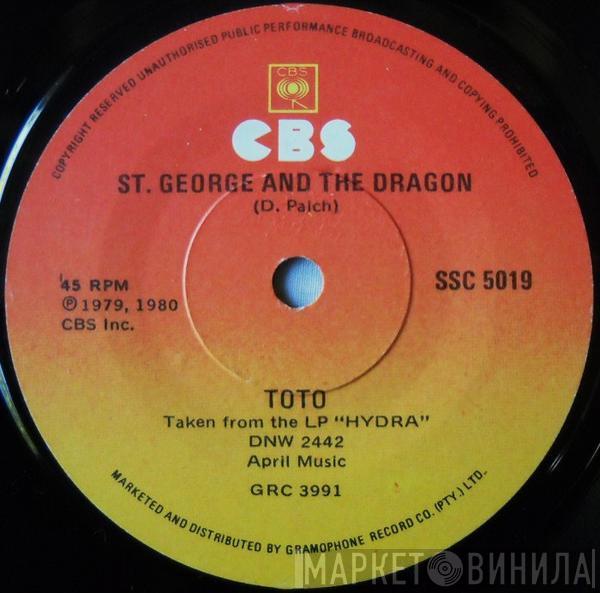 COPYRIGHT RESERVED UNAUTHORISED PUBLIC PERFORMANCE BROADCASTING AND COPYING PROHIBITED
CBS
CBS
ST. GEORGE AND THE DRAGON
(D. Paich)
45 RPM
℗ 1979, 1980
CBS Inc.
SSC 5019
TOTO
Taken from the LP "HYDRA"
DNW 2442
April Music
GRC 3991
MARKETED AND DISTRIBUTED BY GRAMOPHONE RECORD CO. (PTY.) LTD.
МАРКЕТ ВИНИЛА